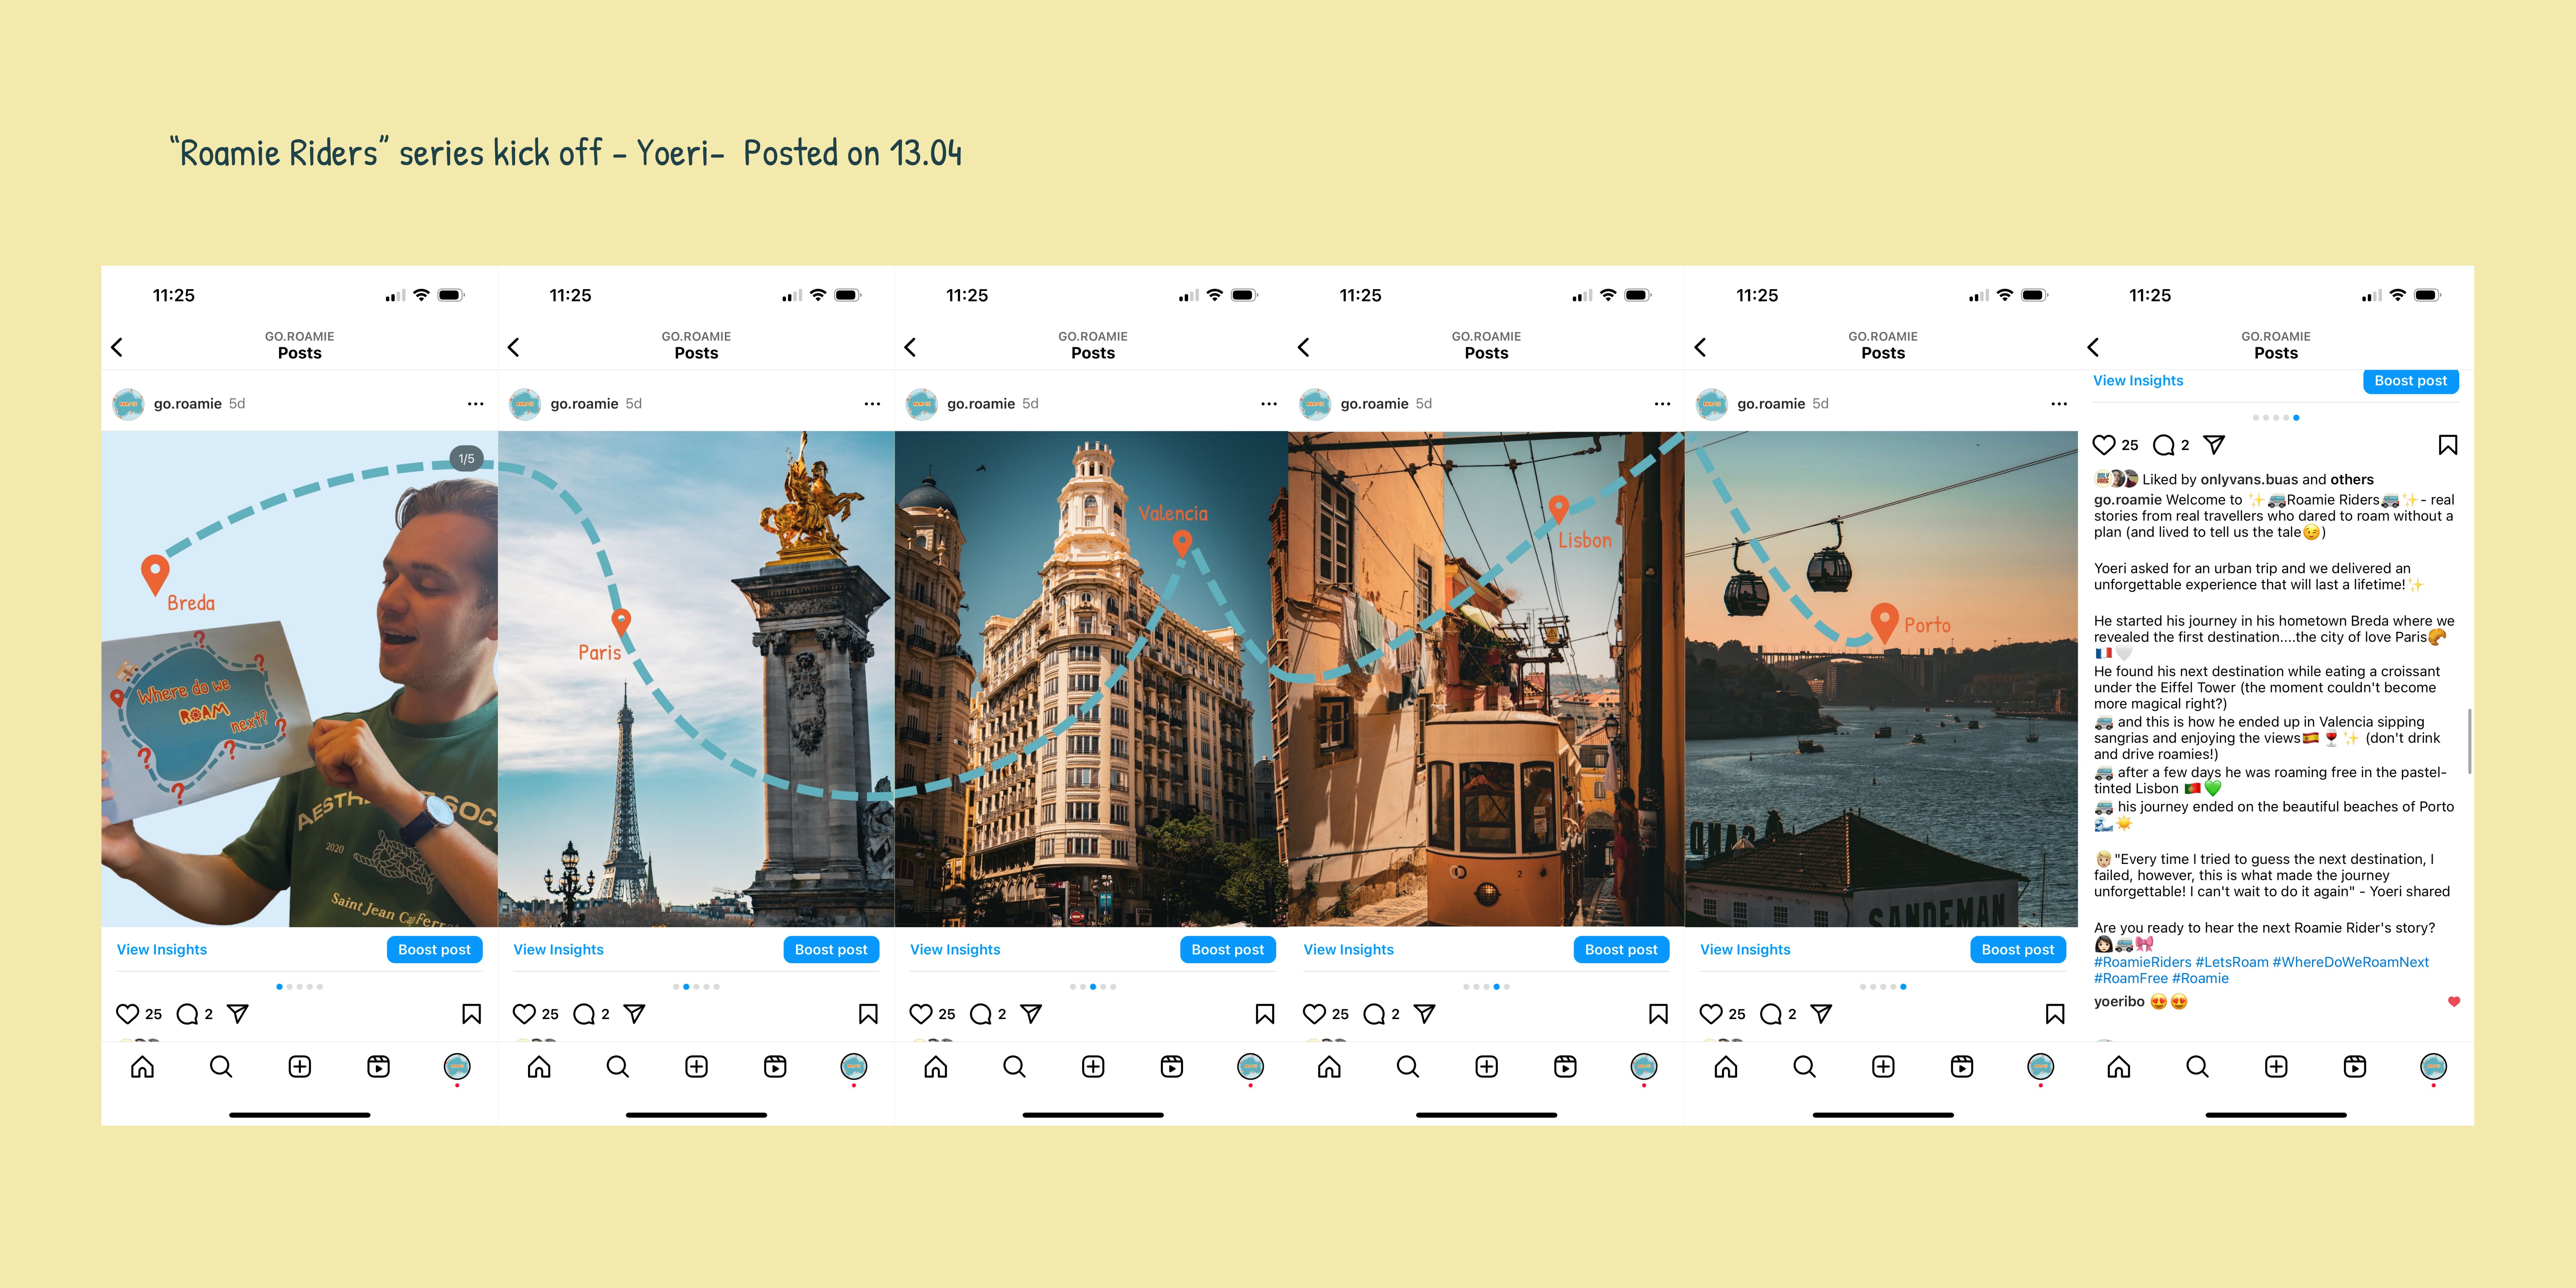 “Roamie Riders” series kick off - Yoeri-  Posted on 13.04
11:25
GO.ROAMIE
Posts
go.roamie 5d
1/5
Breda
Where do we
ROAM
next?
2020
Saint Jean
View Insights
Boost post
25
2
11:25
GO.ROAMIE
Posts
go.roamie 5d
Paris
View Insights
Boost post
25
2
11:25
GO.ROAMIE
Posts
go.roamie 5d
Valencia
View Insights
Boost post
25
2
11:25
GO.ROAMIE
Posts
go.roamie 5d
Lisbon
2
View Insights
Boost post
25
2
11:25
GO.ROAMIE
Posts
go.roamie 5d
Porto
SANDEMAN
View Insights
Boost post
25
2
11:25
GO.ROAMIE
Posts
View Insights
Boost post
25
2
Liked by onlyvans.buas and others
go.roamie Welcome to ✨🚐Roamie Riders🚐✨- real
stories from real travellers who dared to roam without a
plan (and lived to tell us the tale😉)
Yoeri asked for an urban trip and we delivered an
unforgettable experience that will last a lifetime!✨
He started his journey in his hometown Breda where we
revealed the first destination....the city of love Paris🥐
🇫🇷🤍
He found his next destination while eating a croissant
under the Eiffel Tower (the moment couldn't become
more magical right?)
🚐 and this is how he ended up in Valencia sipping
sangrias and enjoying the views🇪🇸🍷✨ (don't drink
and drive roamies!)
🚐 after a few days he was roaming free in the pastel-
tinted Lisbon 🇵🇹💚
🚐 his journey ended on the beautiful beaches of Porto
🌊☀️
👱🏼"Every time I tried to guess the next destination, I
failed, however, this is what made the journey
unforgettable! I can't wait to do it again" - Yoeri shared
Are you ready to hear the next Roamie Rider's story?
👩🏻🚐🎀
#RoamieRiders #LetsRoam #WhereDoWeRoamNext
#RoamFree #Roamie
yoeribo 😍😍